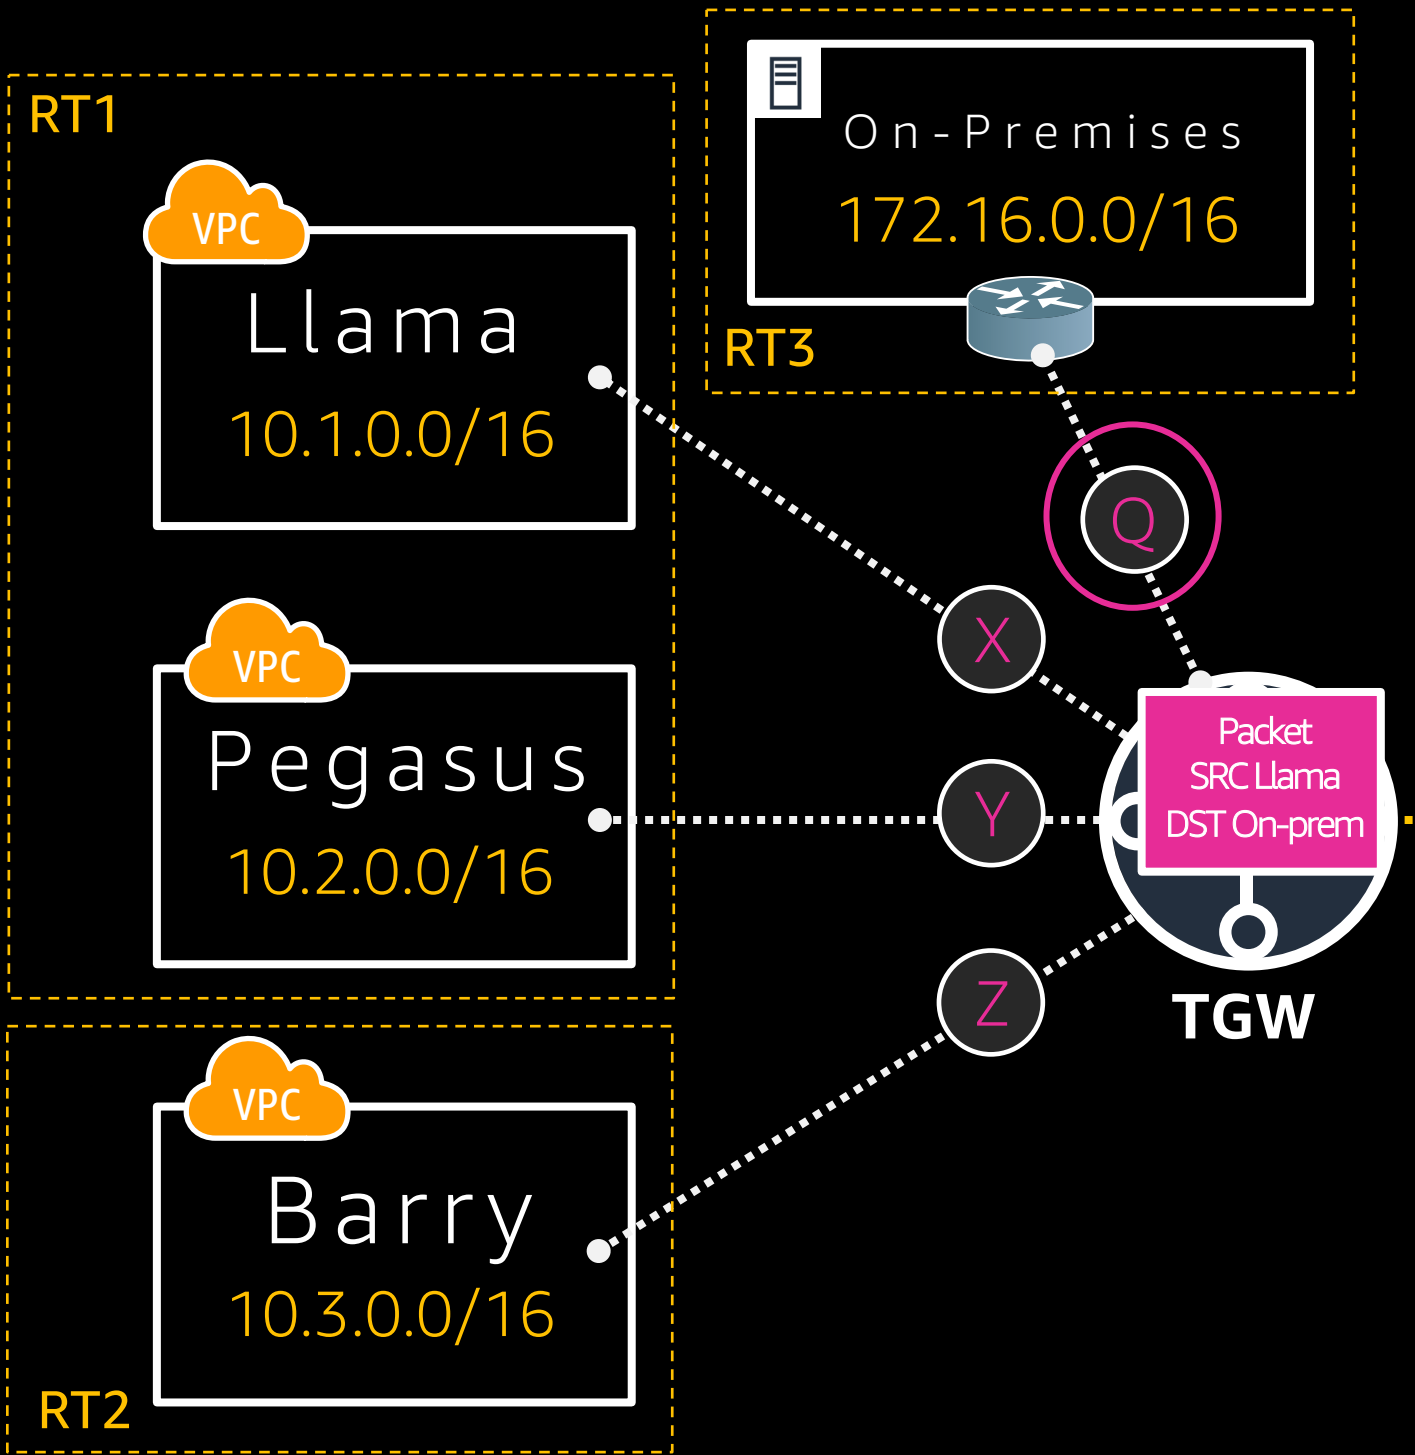 RT1
VPC
Llama
10.1.0.0/16
VPC
Pegasus
10.2.0.0/16
VPC
Barry
10.3.0.0/16
RT2
On-Premises
172.16.0.0/16
RT3
Q
X
Y
Z
Packet
SRC Llama
DST On-prem
TGW